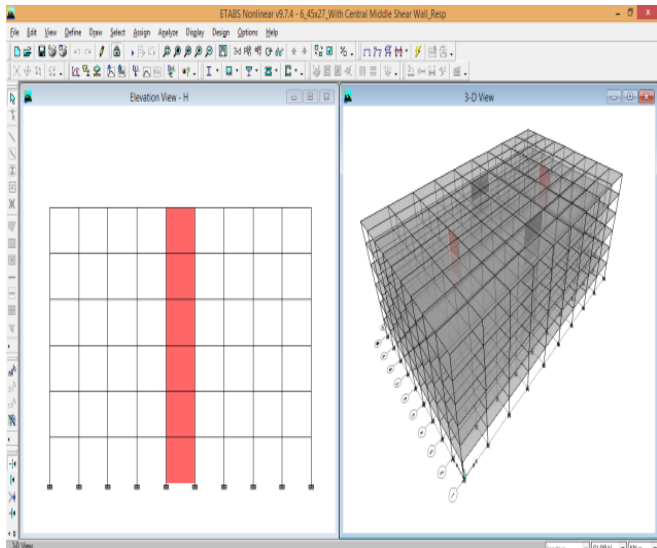 ETABS Nonlinear v9.7.4 - 6_45x27_With Central Middle Shear Wall_Resp
File Edit View Define Draw Select Assign Analyze Display Design Options Help
Elevation View - H
3-D View
3-D View